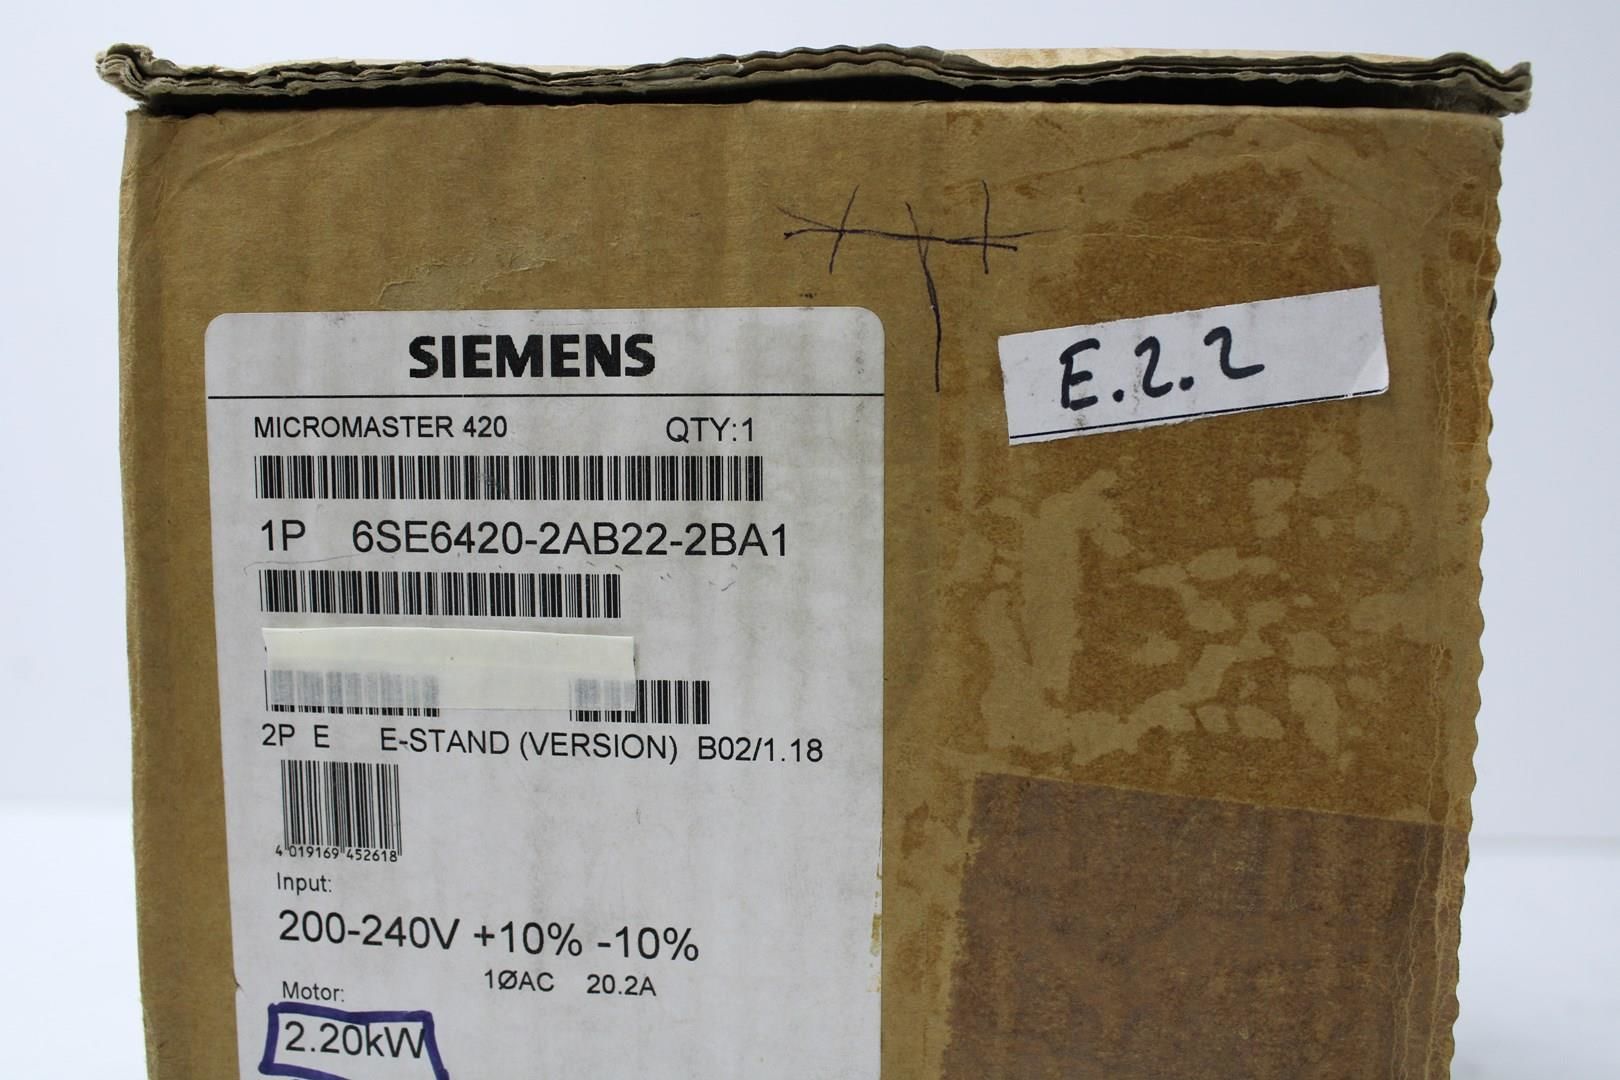 SIEMENS
E.2.2
MICROMASTER 420 QTY:1
1P 6SE6420-2AB22-2BA1
2P E E-STAND (VERSION) B02/1.18
4 019169 452618
Input:
200-240V +10% -10%
1ØAC 20.2A
Motor:
2.20kW